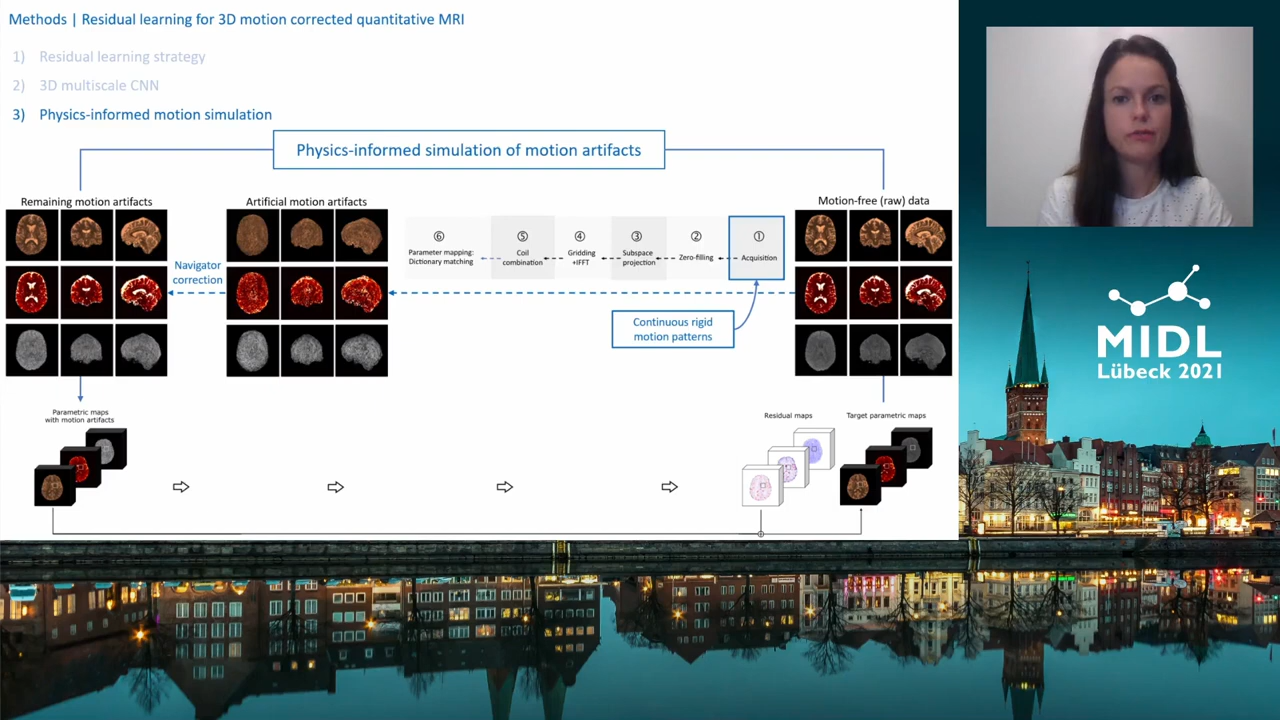 Methods | Residual learning for 3D motion corrected quantitative MRI
1) Residual learning strategy
2) 3D multiscale CNN
3) Physics-informed motion simulation
Physics-informed simulation of motion artifacts
Remaining motion artifacts
Artificial motion artifacts
Motion-free (raw) data
Navigator
correction
⑥
Parameter mapping:
Dictionary matching
⑤
Coil
combination
④
Gridding
+IFFT
③
Subspace
projection
②
Zero-filling
①
Acquisition
Continuous rigid
motion patterns
Parametric maps
with motion artifacts
Residual maps
Target parametric maps
MIDL
Lübeck 2021